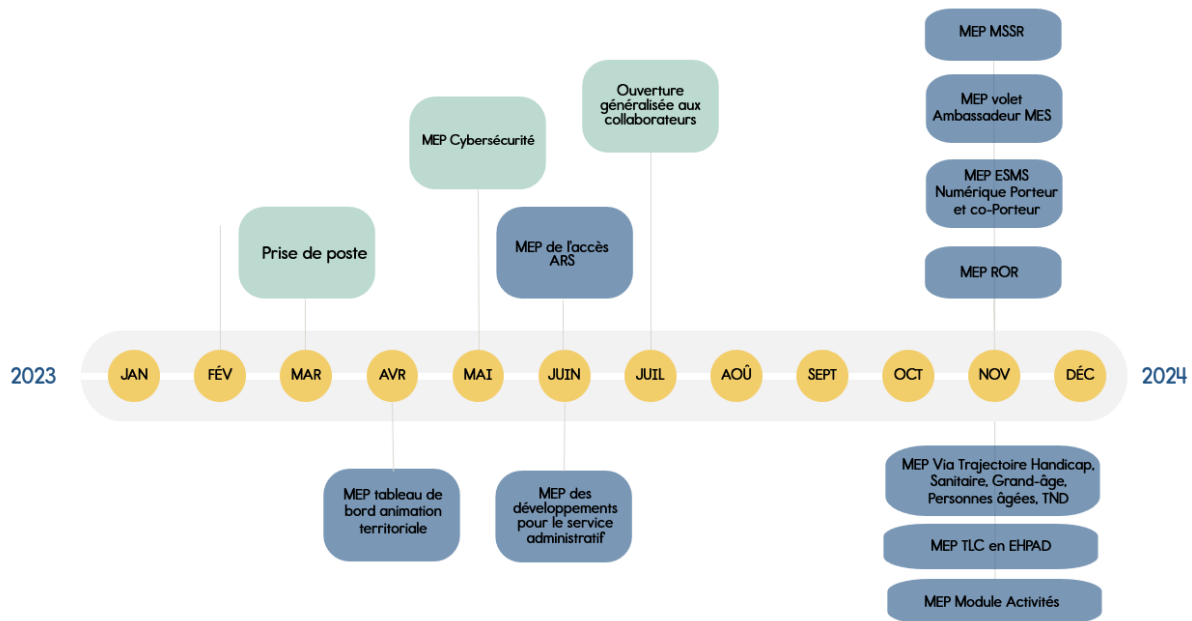 MEP MSSR
MEP volet
Ambassadeur MES
MEP ESMS
Numérique Porteur
et co-Porteur
MEP ROR
Ouverture
généralisée aux
collaborateurs
MEP Cybersécurité
Prise de poste
MEP de l'accès
ARS
2023
JAN
FÉV
MAR
AVR
MAI
JUIN
JUIL
AOÛ
SEPT
OCT
NOV
DÉC
2024
MEP tableau de
bord animation
territoriale
MEP des
développements
pour le service
administratif
MEP Via Trajectoire Handicap,
Sanitaire, Grand-âge,
Personnes âgées, TND
MEP TLC en EHPAD
MEP Module Activités